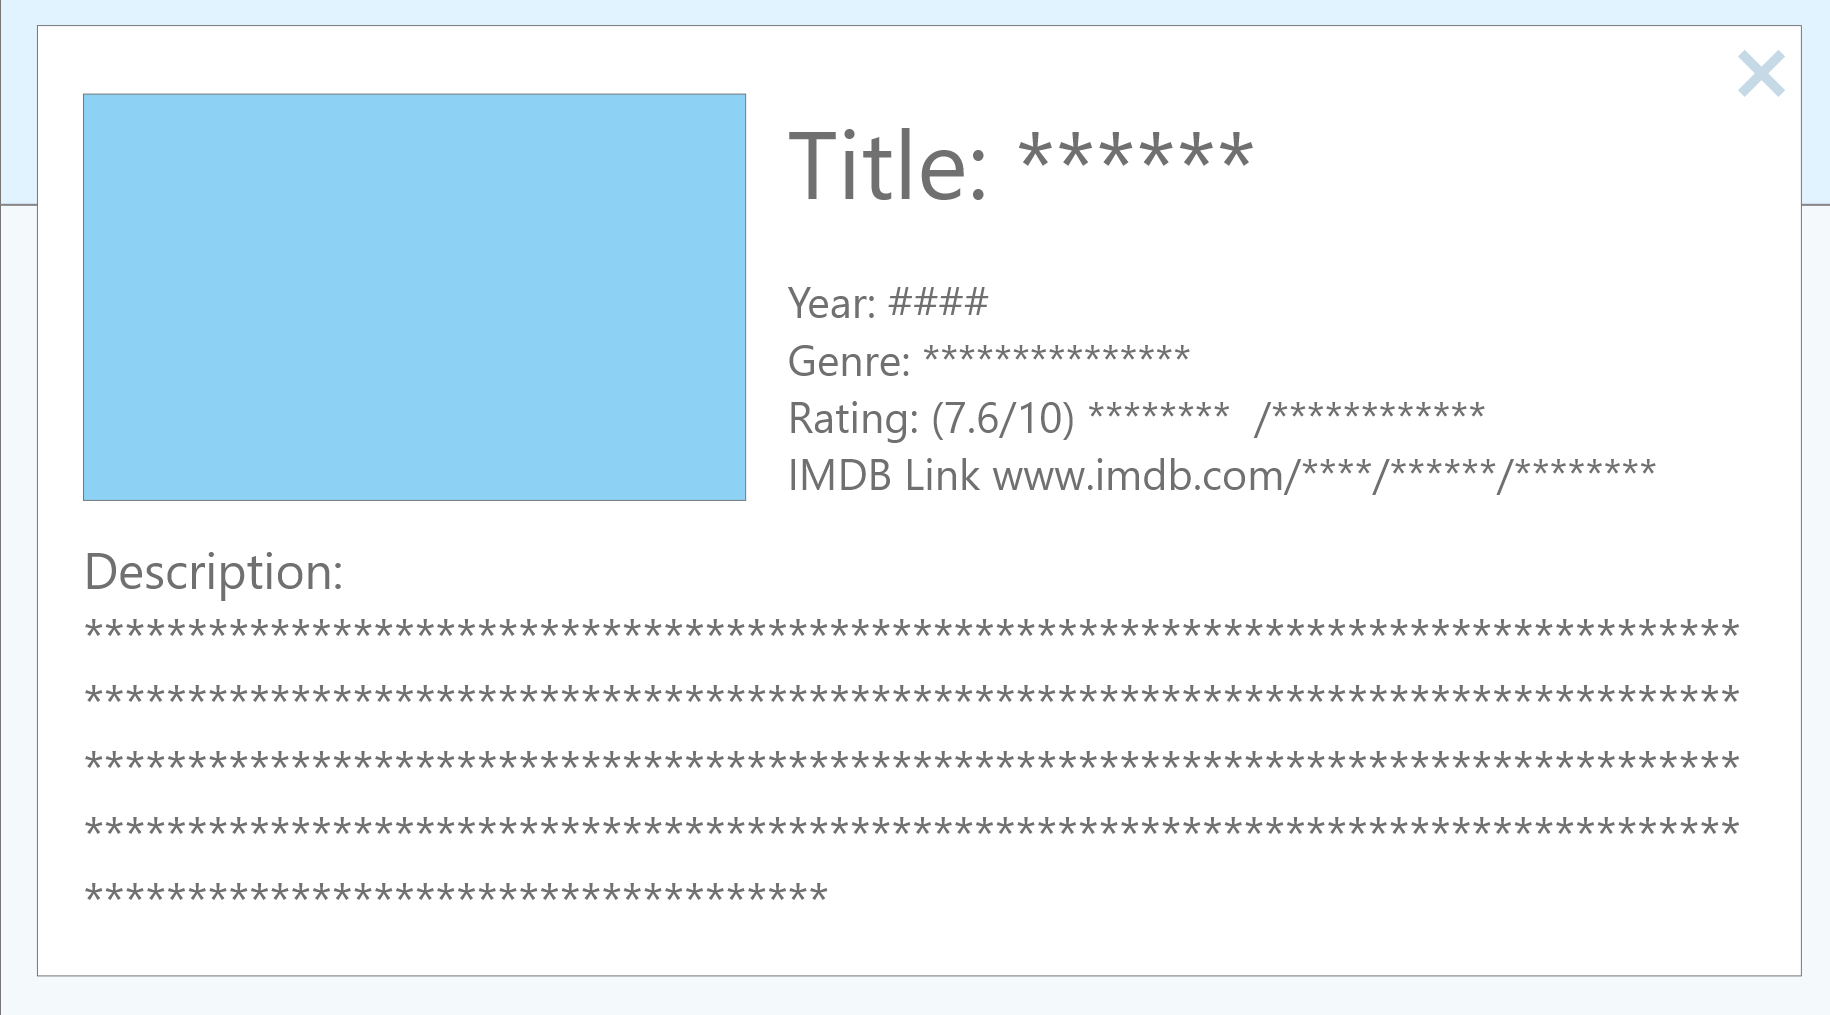 Title: ******
Year: ####
Genre: ***************
Rating: (7.6/10) ********  /************
IMDB Link www.imdb.com/****/******/********
Description:
********************************************************************************
********************************************************************************
********************************************************************************
********************************************************************************
************************************